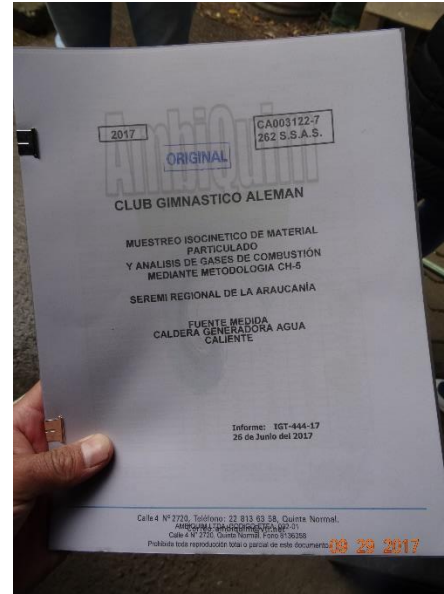 AmbiQuim
2017
CA003122-7
262 S.S.A.S.
ORIGINAL
CLUB GIMNASTICO ALEMAN
MUESTREO ISOCINETICO DE MATERIAL
PARTICULADO
Y ANALISIS DE GASES DE COMBUSTIÓN
MEDIANTE METODOLOGIA CH-5
SEREMI REGIONAL DE LA ARAUCANÍA
FUENTE MEDIDA
CALDERA GENERADORA AGUA
CALIENTE
Informe: IGT-444-17
26 de Junio del 2017
Calle 4 N° 2720, Teléfono: 22 813 63 58, Quinta Normal.
Calle 4 N° 2720, Quinta Normal, Fono 8136358
Prohibida toda reproducción total o parcial de este documento
09 29 2017